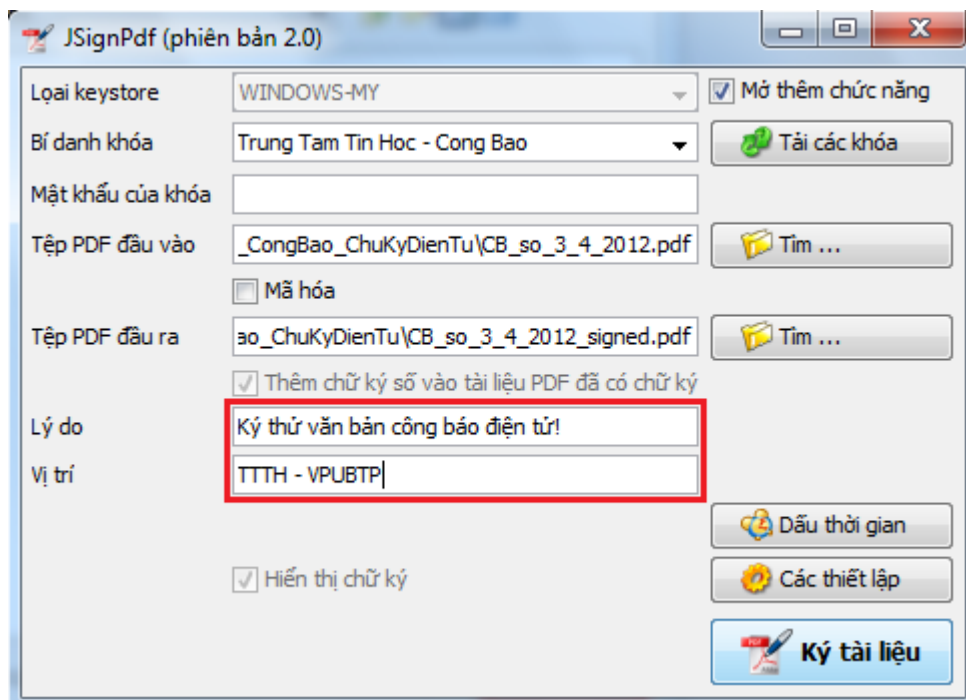 JSignPdf (phiên bản 2.0)
Lọai keystore WINDOWS-MY Mở thêm chức năng
Bí danh khóa Trung Tam Tin Hoc - Cong Bao Tải các khóa
Mật khẩu của khóa
Tệp PDF đầu vào _CongBao_ChuKyDienTu\CB_so_3_4_2012.pdf Tìm ...
Mã hóa
Tệp PDF đầu ra ao_ChuKyDienTu\CB_so_3_4_2012_signed.pdf Tìm ...
Thêm chữ ký số vào tài liệu PDF đã có chữ ký
Lý do Ký thử văn bản công báo điện tử!
Vị trí TTTH - VPUBTP
Dấu thời gian
Hiển thị chữ ký Các thiết lập
Ký tài liệu